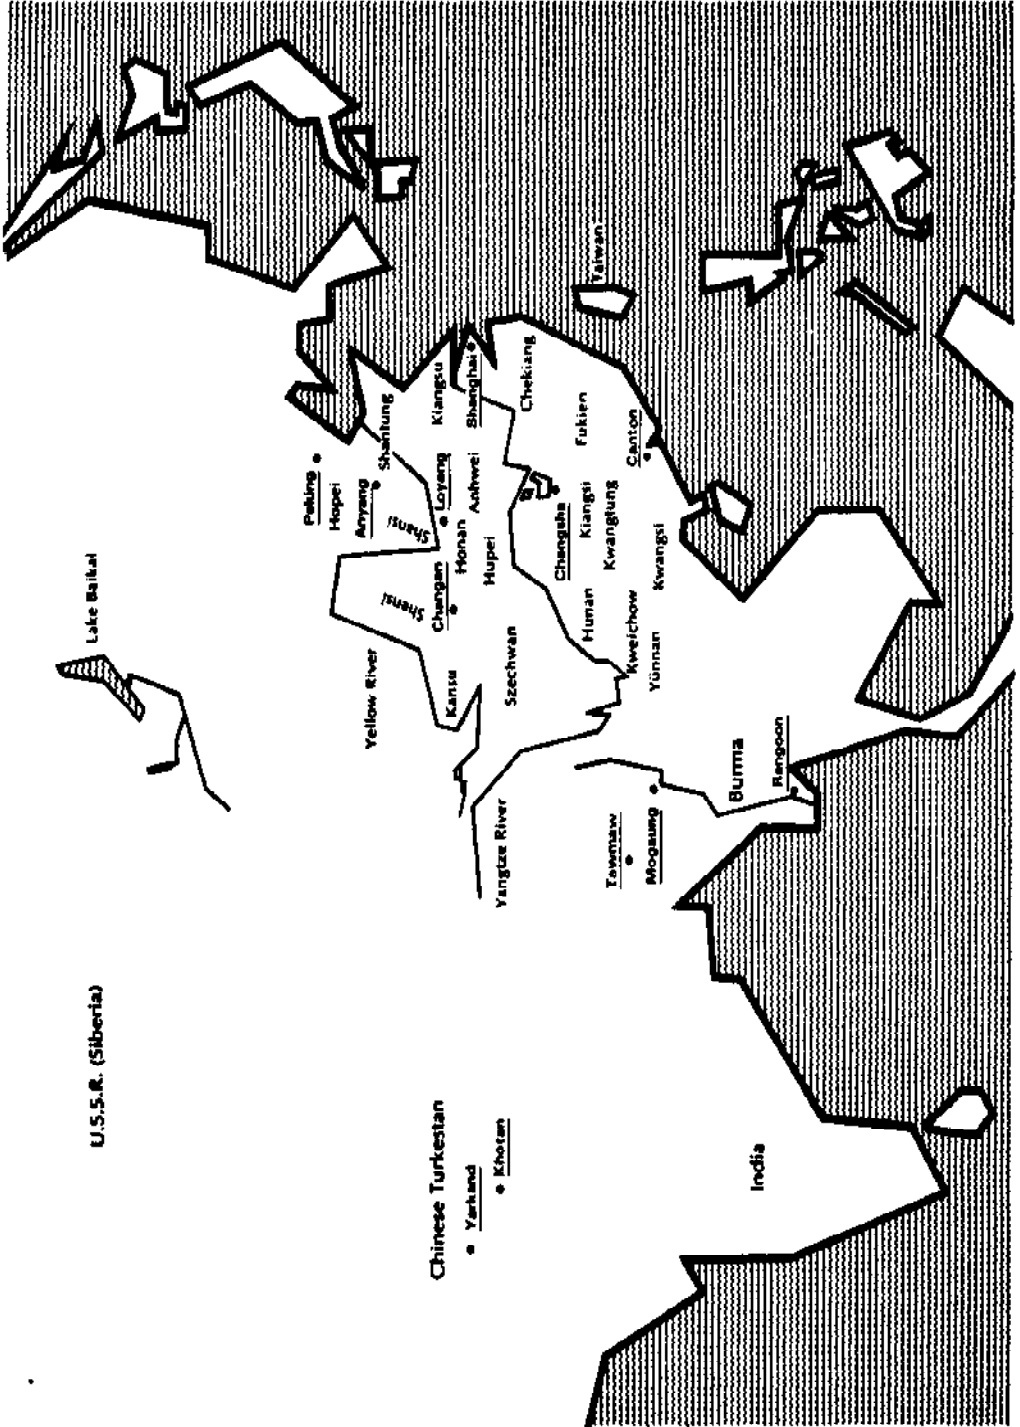 U.S.S.R. (Siberia)
Lake Baikal
Peking
Hopei
Anyang
Shantung
Shansi
Shensi
Yellow River
Kiangsu
Loyang
Changan
Kansu
Chinese Turkestan
Yarkand
Khotan
Shanghai
Anhwei
Honan
Hupei
Szechwan
Yangtze River
Chekiang
Changsha
Taiwan
Fukien
Kiangsi
Hunan
Kwangtung
Canton
Kweichow
Kwangsi
Yünnan
Tawmaw
Mogaung
Burma
Rangoon
India